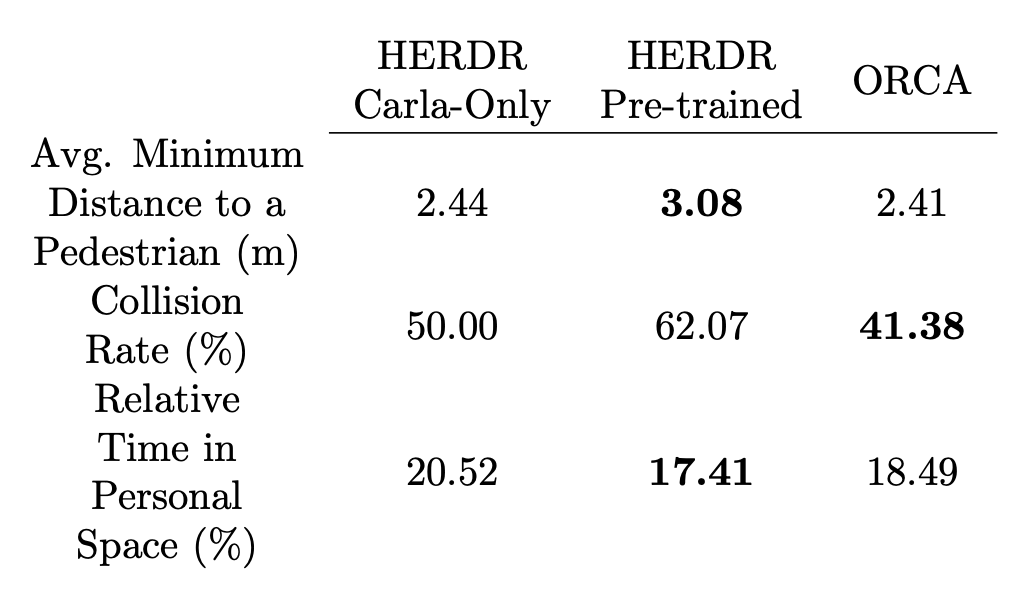 HERDR
Carla-Only
HERDR
Pre-trained
ORCA
Avg. Minimum
Distance to a
Pedestrian (m)
2.44
3.08
2.41
Collision
Rate (%)
50.00
62.07
41.38
Relative
Time in
Personal
Space (%)
20.52
17.41
18.49